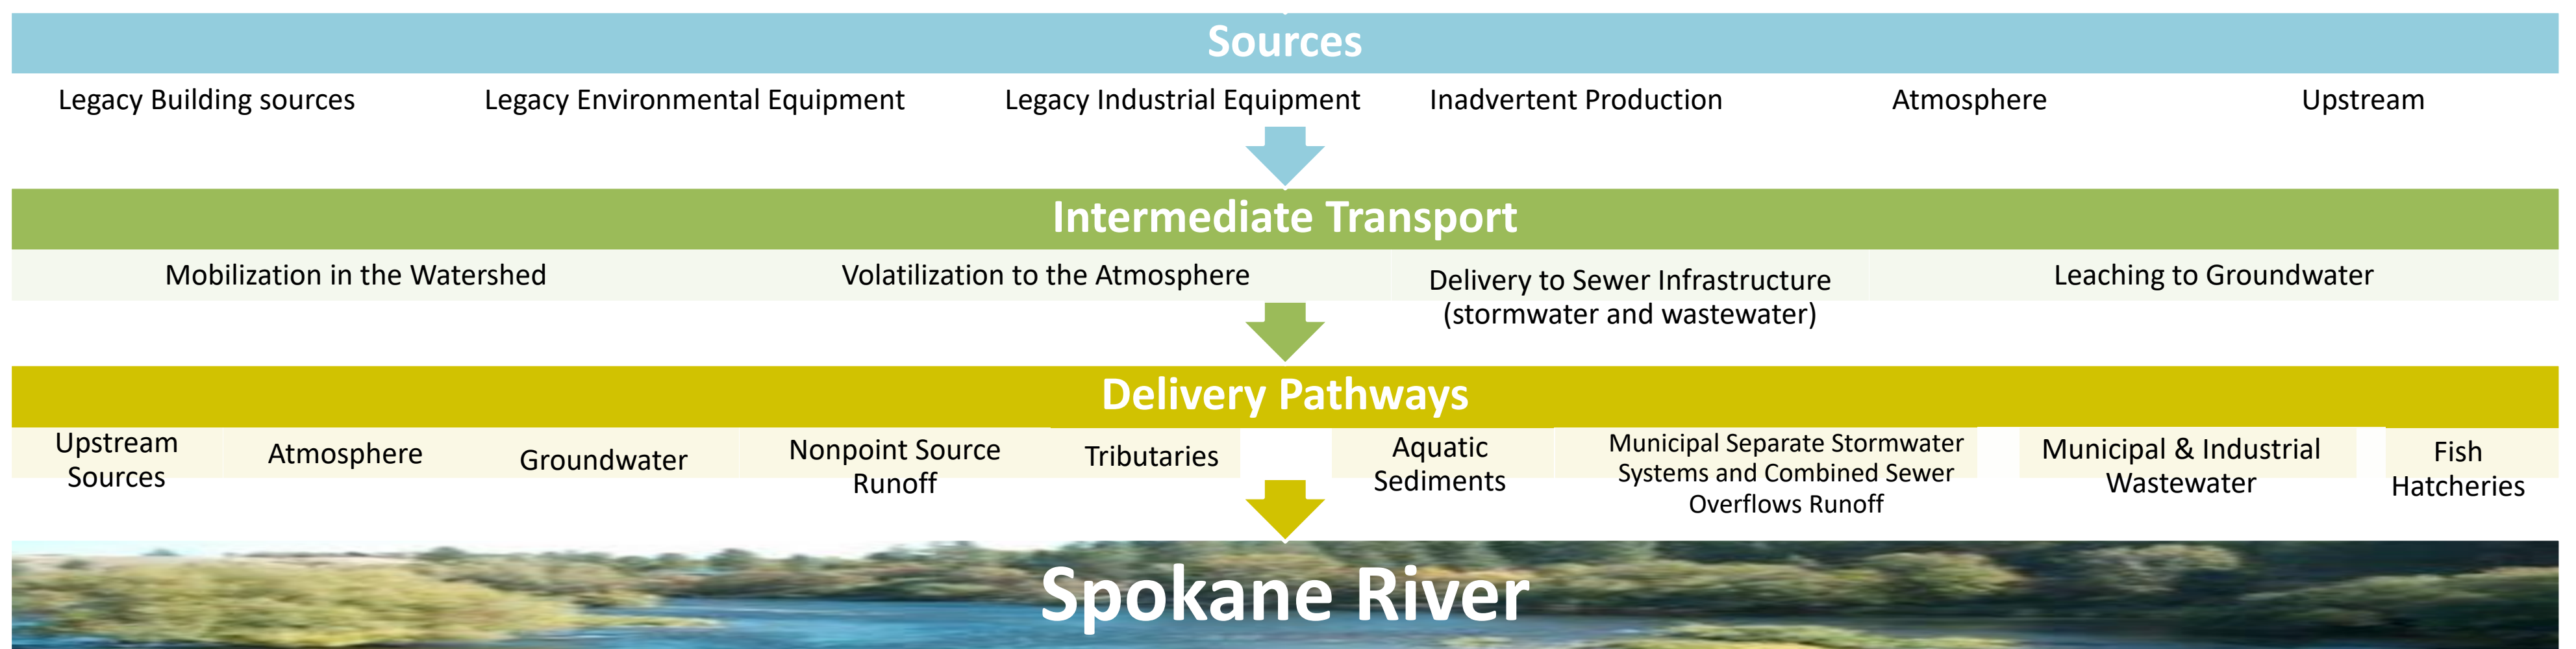 Sources
Legacy Building sources
Legacy Environmental Equipment
Legacy Industrial Equipment
Inadvertent Production
Atmosphere
Upstream
Intermediate Transport
Mobilization in the Watershed
Volatilization to the Atmosphere
Delivery to Sewer Infrastructure
(stormwater and wastewater)
Leaching to Groundwater
Delivery Pathways
Upstream
Sources
Atmosphere
Groundwater
Nonpoint Source
Runoff
Tributaries
Aquatic
Sediments
Municipal Separate Stormwater
Systems and Combined Sewer
Overflows Runoff
Municipal & Industrial
Wastewater
Fish
Hatcheries
Spokane River